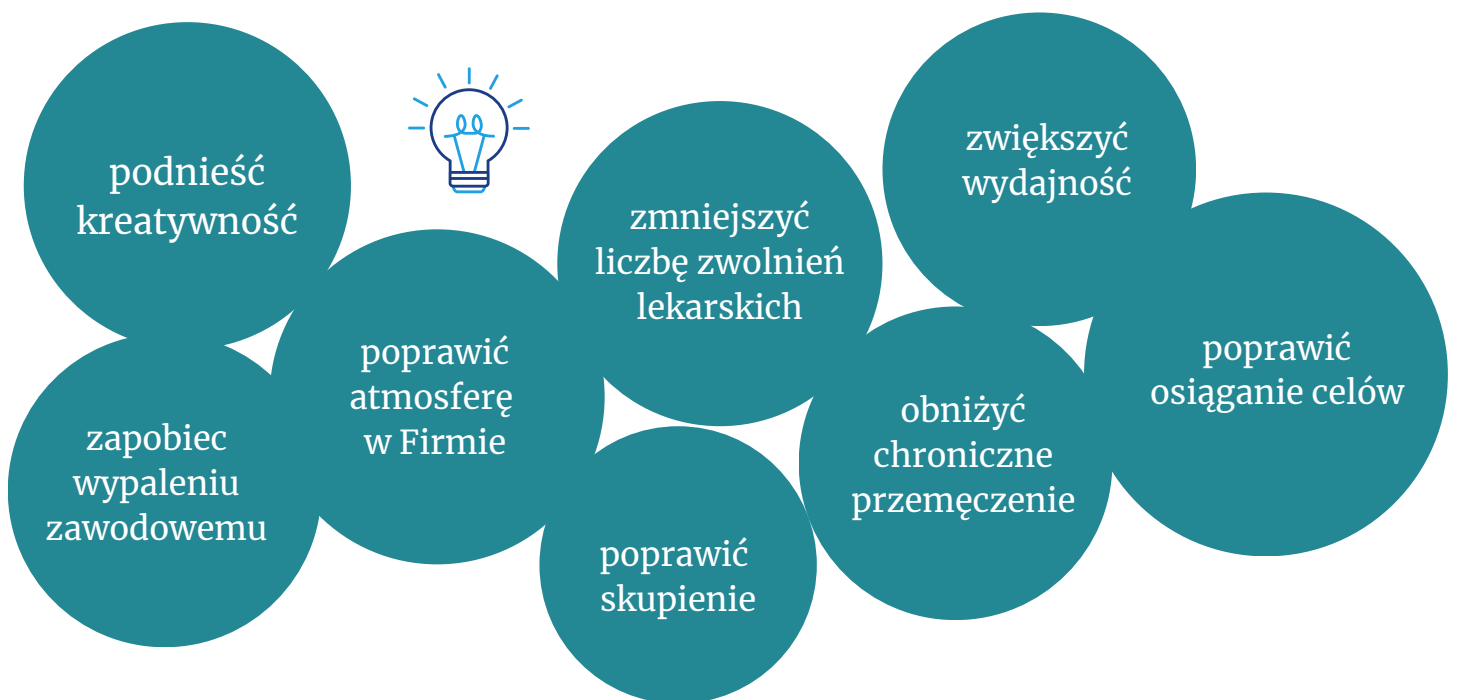 podnieść
kreatywność
zapobiec
wypaleniu
zawodowemu
poprawić
atmosferę
w Firmie
zmniejszyć
liczbę zwolnień
lekarskich
poprawić
skupienie
zwiększyć
wydajność
obniżyć
chroniczne
przemęczenie
poprawić
osiąganie celów